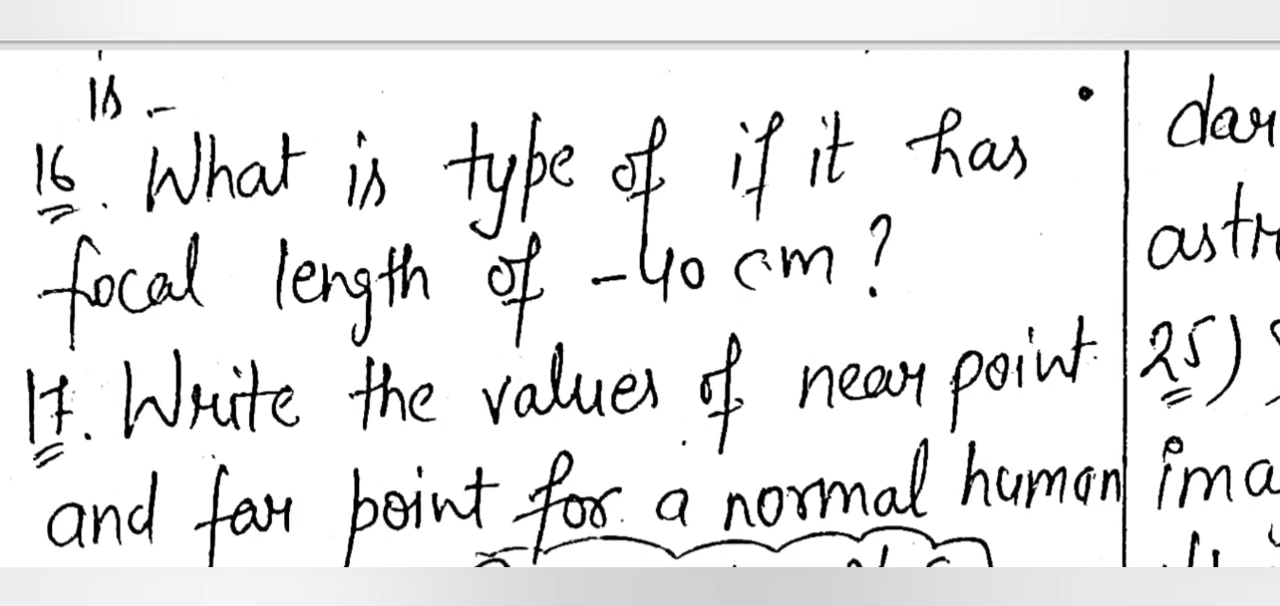 is -
16. What is type of if it has
focal length of -40 cm?
17. Write the values of near point
and far point for a normal human
dar
astr
25)
ima